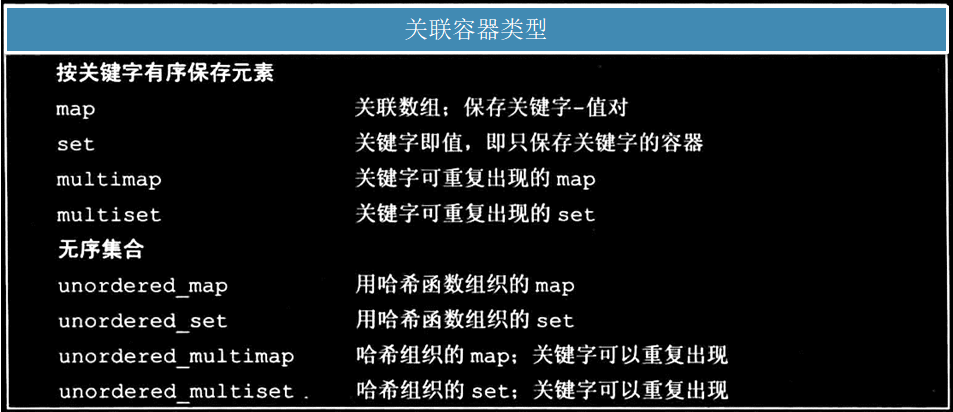 关联容器类型
按关键字有序保存元素
map 关联数组；保存关键字-值对
set 关键字即值，即只保存关键字的容器
multimap 关键字可重复出现的 map
multiset 关键字可重复出现的 set
无序集合
unordered_map 用哈希函数组织的 map
unordered_set 用哈希函数组织的 set
unordered_multimap 哈希组织的 map；关键字可以重复出现
unordered_multiset 哈希组织的 set；关键字可以重复出现